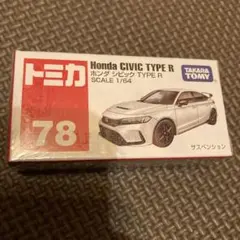 トミカ
Honda CIVIC TYPE R
ホンダ シビック TYPE R
SCALE 1/64
TAKARA
TOMY
78
サスペンション